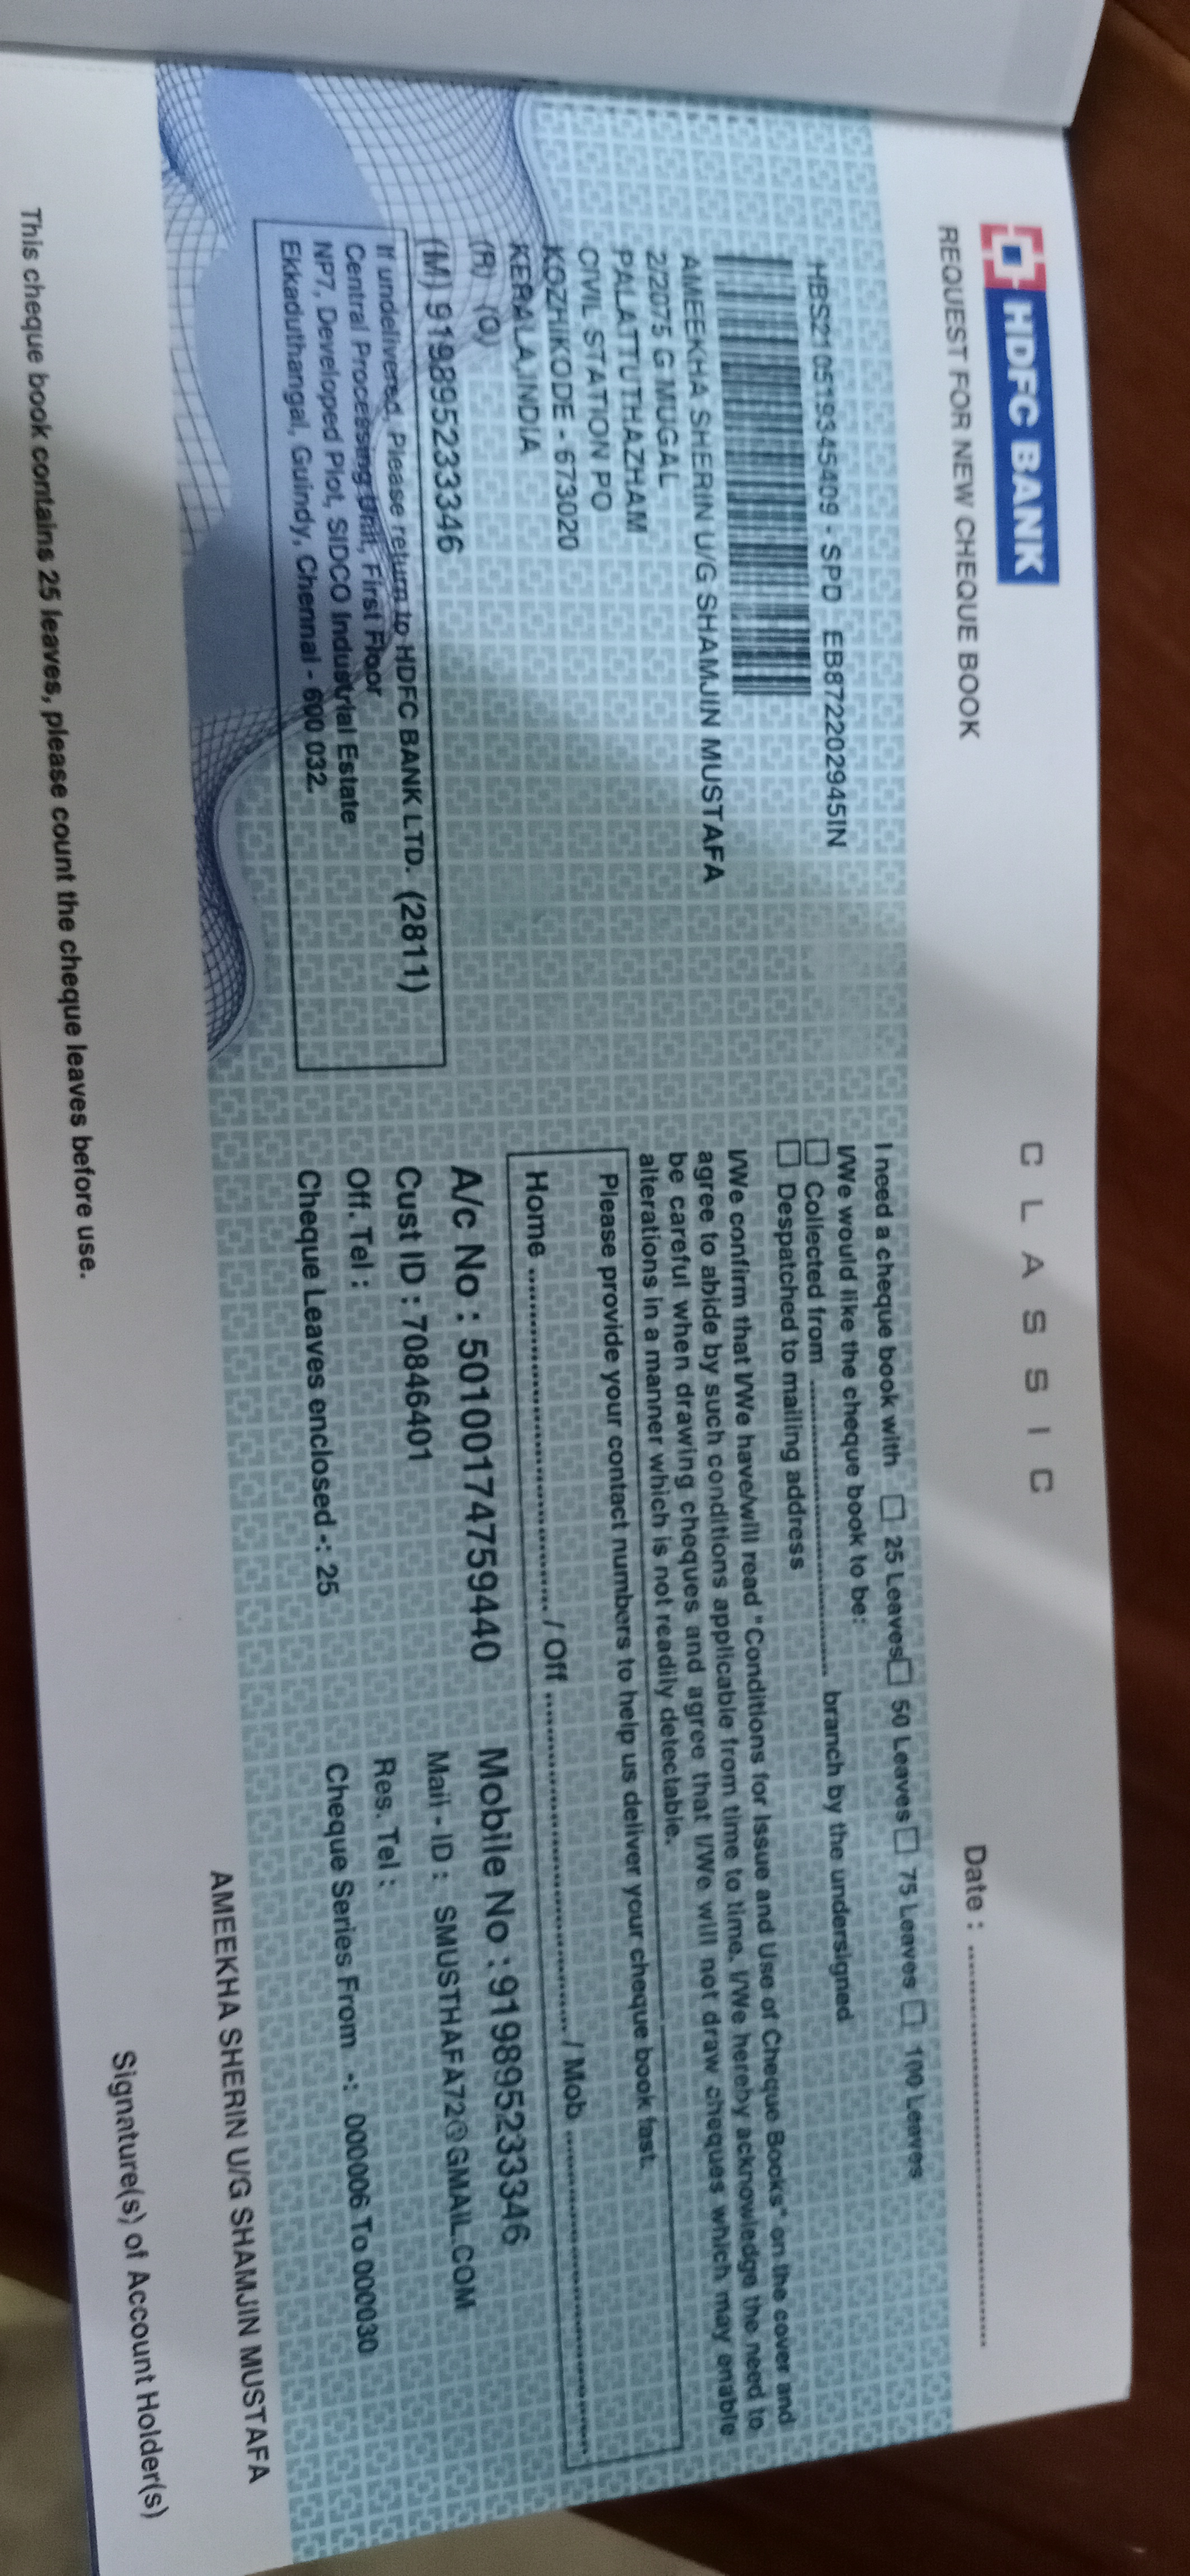 HDFC BANK
CLASSIC
REQUEST FOR NEW CHEQUE BOOK
Date : ................................
HBS21051934 5409 - SPD EB872202945IN
AMEEKHA SHERIN U/G SHAMJIN MUSTAFA
2/2075 G MUGAL
PALATTUTHAZHAM
CIVIL STATION PO
KOZHIKODE - 673020
KERALA,INDIA
(R) (O)
(M) 919895233346
If undelivered, Please return to HDFC BANK LTD. (2811)
Central Processing Unit, First Floor
NP7, Developed Plot, SIDCO Industrial Estate
Ekkaduthangal, Guindy, Chennai - 600 032.
I need a cheque book with 25 Leaves 50 Leaves 75 Leaves 100 Leaves
I/We would like the cheque book to be:
Collected from ................................ branch by the undersigned
Despatched to mailing address
I/We confirm that I/We have/will read "Conditions for Issue and Use of Cheque Books" on the cover and
agree to abide by such conditions applicable from time to time. I/We hereby acknowledge the need to
be careful when drawing cheques and agree that I/We will not draw cheques which may enable
alterations in a manner which is not readily detectable.
Please provide your contact numbers to help us deliver your cheque book fast.
Home ................................ / Off ................................ / Mob ................................
A/c No : 50100174759440 Mobile No : 919895233346
Cust ID : 70846401 Mail - ID : SMUSTHAFA72@GMAIL.COM
Off. Tel : Res. Tel :
Cheque Leaves enclosed -: 25 Cheque Series From -: 000006 To 000030
AMEEKHA SHERIN U/G SHAMJIN MUSTAFA
Signature(s) of Account Holder(s)
This cheque book contains 25 leaves, please count the cheque leaves before use.